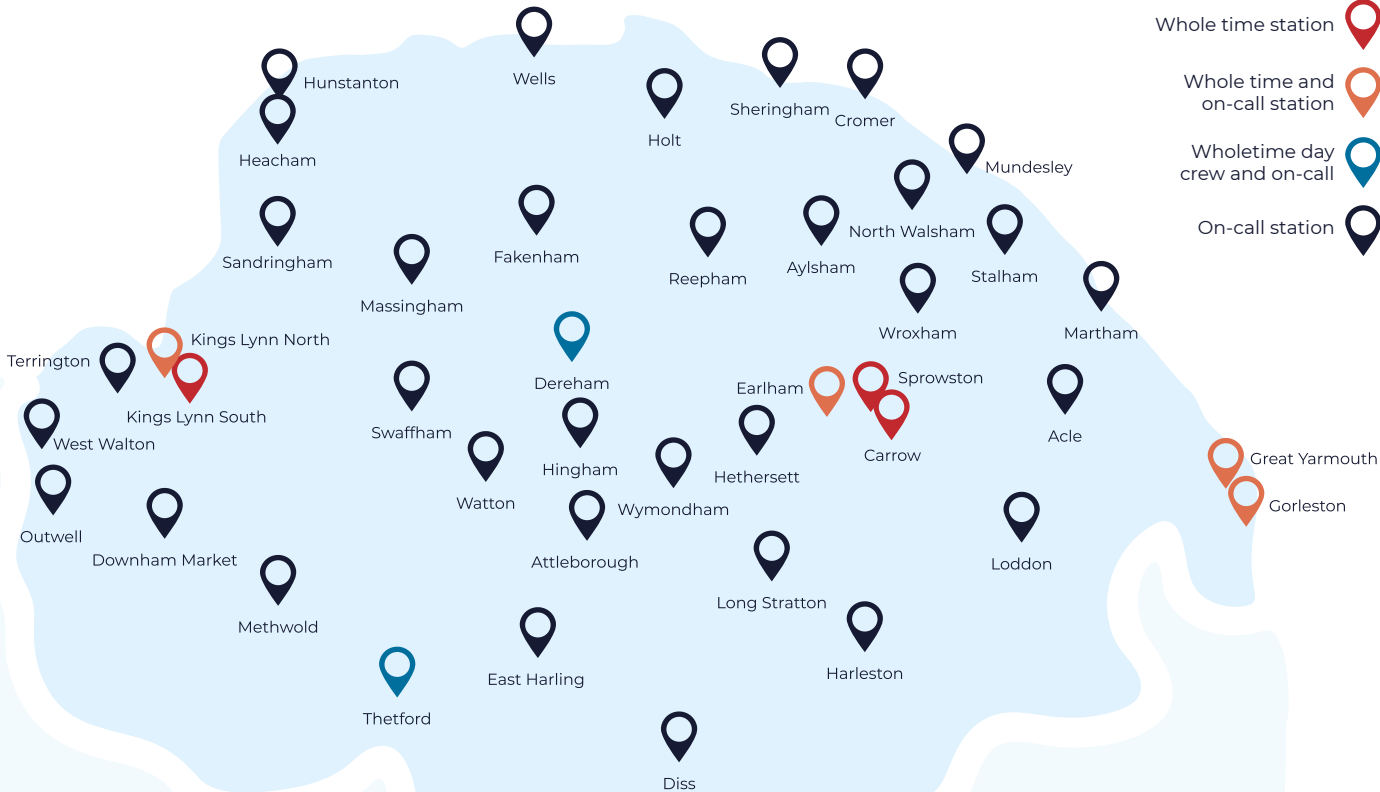 Whole time station
Whole time and
on-call station
Wholetime day
crew and on-call
On-call station
Wells
Hunstanton
Sheringham
Cromer
Holt
Heacham
Mundesley
North Walsham
Fakenham
Sandringham
Aylsham
Stalham
Reepham
Massingham
Wroxham
Martham
Kings Lynn North
Terrington
Sprowston
Dereham
Earlham
Kings Lynn South
Swaffham
Acle
West Walton
Carrow
Great Yarmouth
Hingham
Hethersett
Watton
Gorleston
Wymondham
Outwell
Downham Market
Attleborough
Loddon
Long Stratton
Methwold
Harleston
East Harling
Thetford
Diss